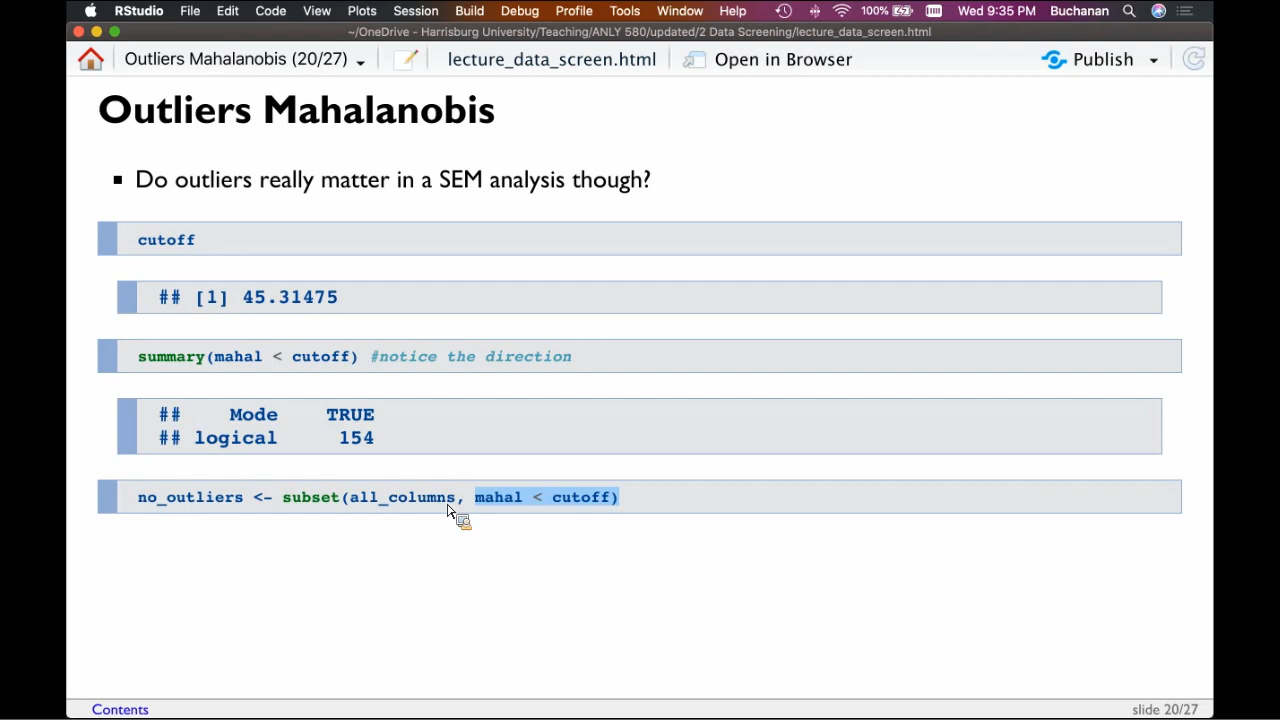 RStudio File Edit Code View Plots Session Build Debug Profile Tools Window Help 100% Wed 9:35 PM Buchanan
~/OneDrive - Harrisburg University/Teaching/ANLY 580/updated/2 Data Screening/lecture_data_screen.html
Outliers Mahalanobis (20/27) lecture_data_screen.html Open in Browser Publish
Outliers Mahalanobis
Do outliers really matter in a SEM analysis though?
cutoff
## [1] 45.31475
summary(mahal < cutoff) #notice the direction
## Mode TRUE
## logical 154
no_outliers <- subset(all_columns, mahal < cutoff)
Contents slide 20/27